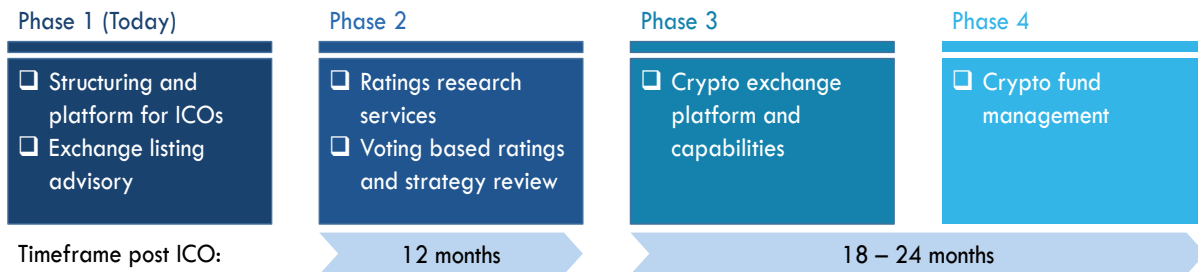 Phase 1 (Today)
❑ Structuring and
platform for ICOs
❑ Exchange listing
advisory
Phase 2
❑ Ratings research
services
❑ Voting based ratings
and strategy review
Phase 3
❑ Crypto exchange
platform and
capabilities
Phase 4
❑ Crypto fund
management
Timeframe post ICO:
12 months
18 – 24 months